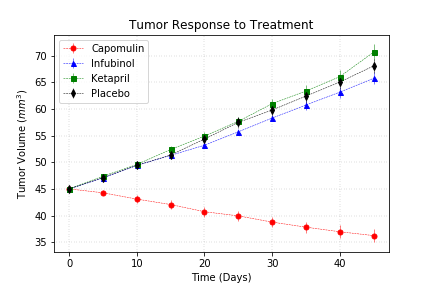 Tumor Response to Treatment
Capomulin
Infubinol
Ketapril
Placebo
Tumor Volume (mm³)
70
65
60
55
50
45
40
35
0 10 20 30 40
Time (Days)